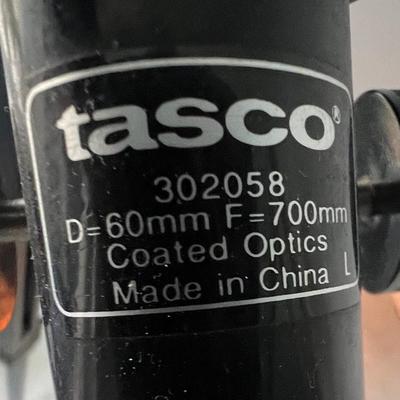 tasco®
302058
D=60mm F=700mm
Coated Optics
Made in China L